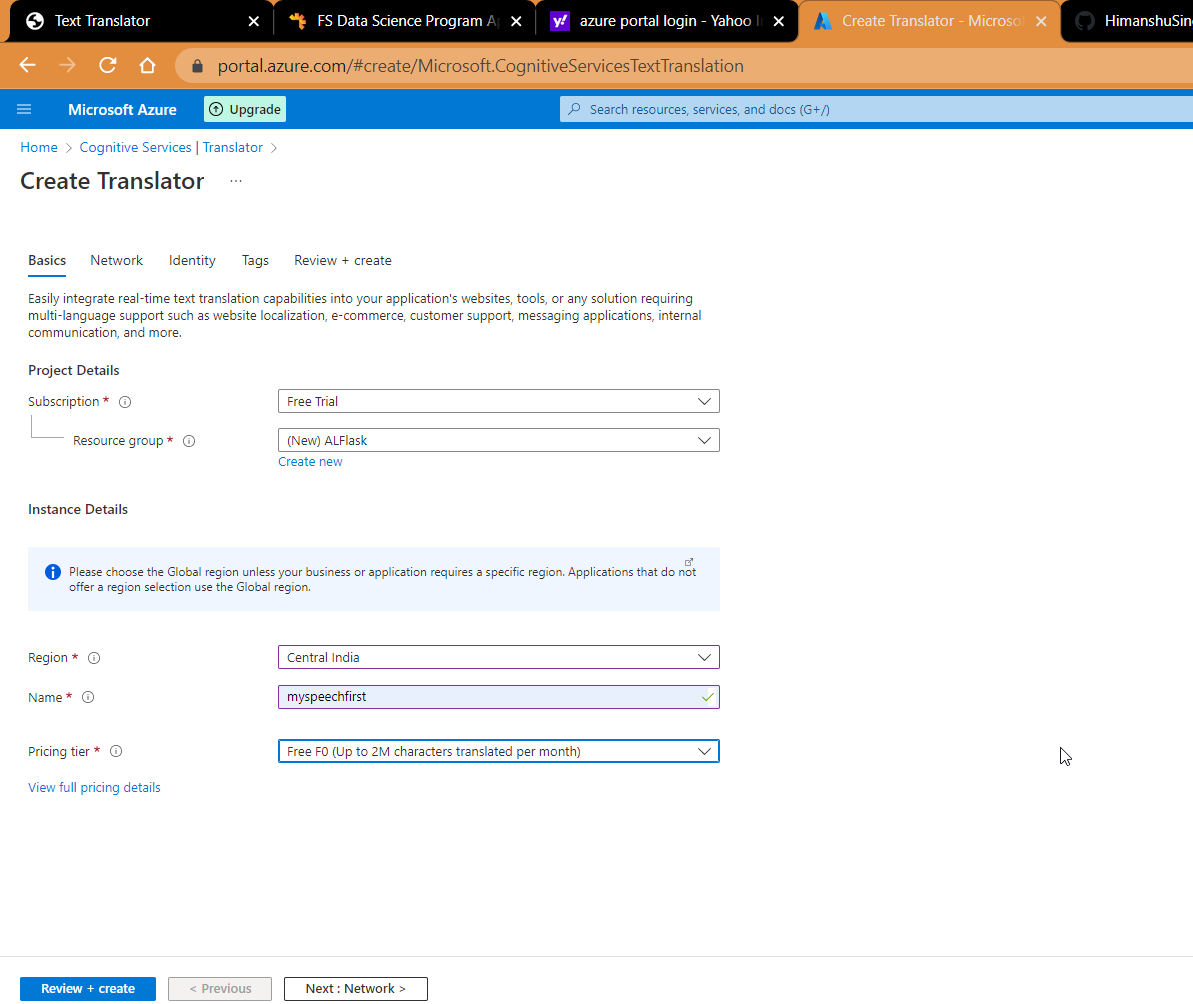 Text Translator
FS Data Science Program
azure portal login - Yahoo
Create Translator - Microsoft
HimanshuSin
portal.azure.com/#create/Microsoft.CognitiveServicesTextTranslation
Microsoft Azure
Upgrade
Search resources, services, and docs (G+/)
Home > Cognitive Services | Translator >
Create Translator ...
Basics Network Identity Tags Review + create
Easily integrate real-time text translation capabilities into your application's websites, tools, or any solution requiring
multi-language support such as website localization, e-commerce, customer support, messaging applications, internal
communication, and more.
Project Details
Subscription *
Free Trial
Resource group *
(New) ALFlask
Create new
Instance Details
Please choose the Global region unless your business or application requires a specific region. Applications that do not
offer a region selection use the Global region.
Region *
Central India
Name *
myspeechfirst
Pricing tier *
Free F0 (Up to 2M characters translated per month)
View full pricing details
Review + create
< Previous
Next : Network >